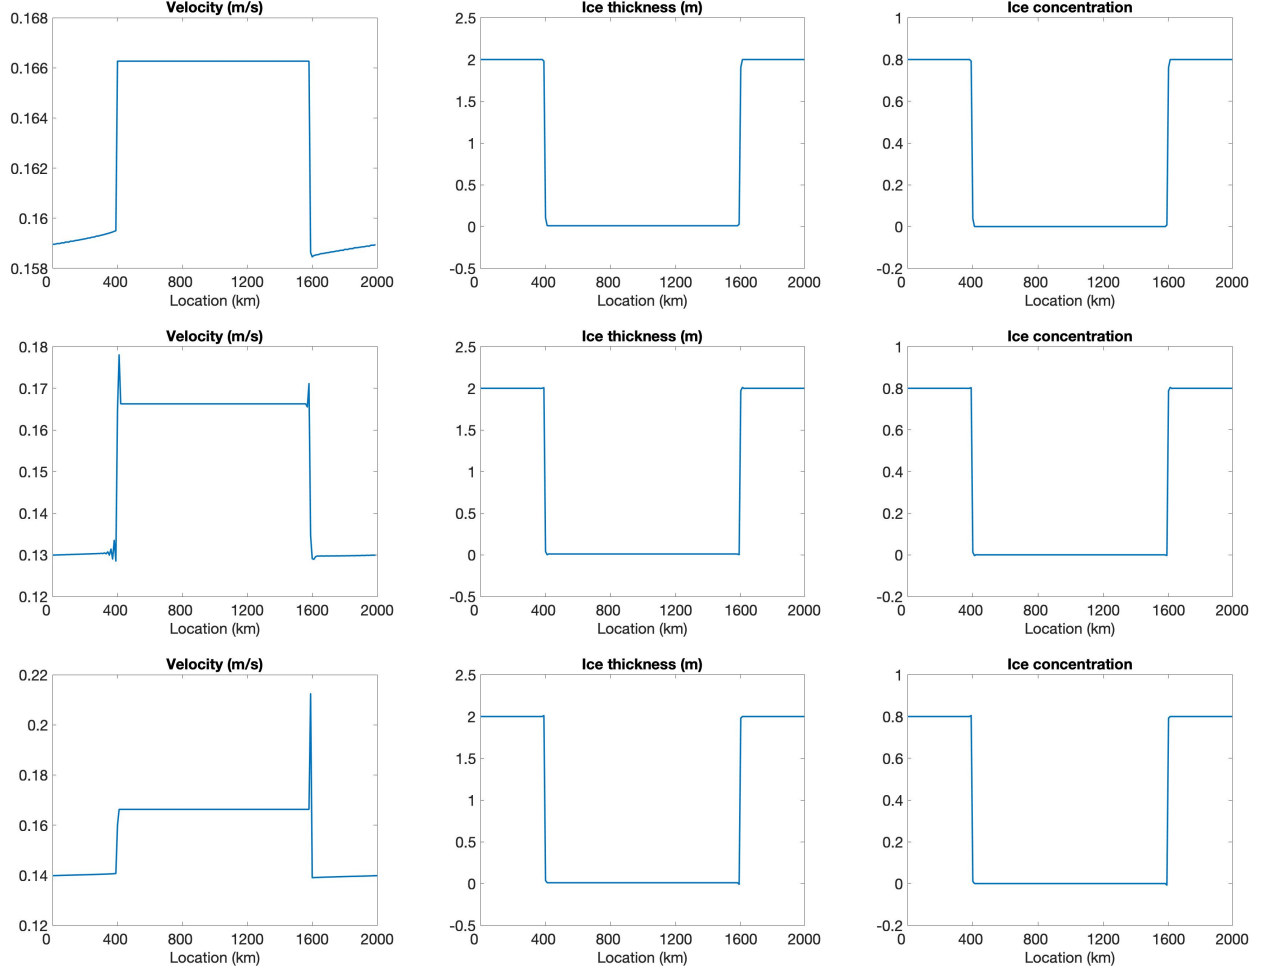 Velocity (m/s) Ice thickness (m) Ice concentration
0.168 2.5 1
0.166 2 0.8
0.164 1.5 0.6
0.162 1 0.4
0.16 0.5 0.2
0.158 0 0
-0.5 -0.2
0 400 800 1200 1600 2000 0 400 800 1200 1600 2000 0 400 800 1200 1600 2000
Location (km) Location (km) Location (km)
Velocity (m/s) Ice thickness (m) Ice concentration
0.18 2.5 1
0.17 2 0.8
0.16 1.5 0.6
0.15 1 0.4
0.14 0.5 0.2
0.13 0 0
0.12 -0.5 -0.2
0 400 800 1200 1600 2000 0 400 800 1200 1600 2000 0 400 800 1200 1600 2000
Location (km) Location (km) Location (km)
Velocity (m/s) Ice thickness (m) Ice concentration
0.22 2.5 1
0.2 2 0.8
0.18 1.5 0.6
0.16 1 0.4
0.14 0.5 0.2
0.12 0 0
-0.5 -0.2
0 400 800 1200 1600 2000 0 400 800 1200 1600 2000 0 400 800 1200 1600 2000
Location (km) Location (km) Location (km)